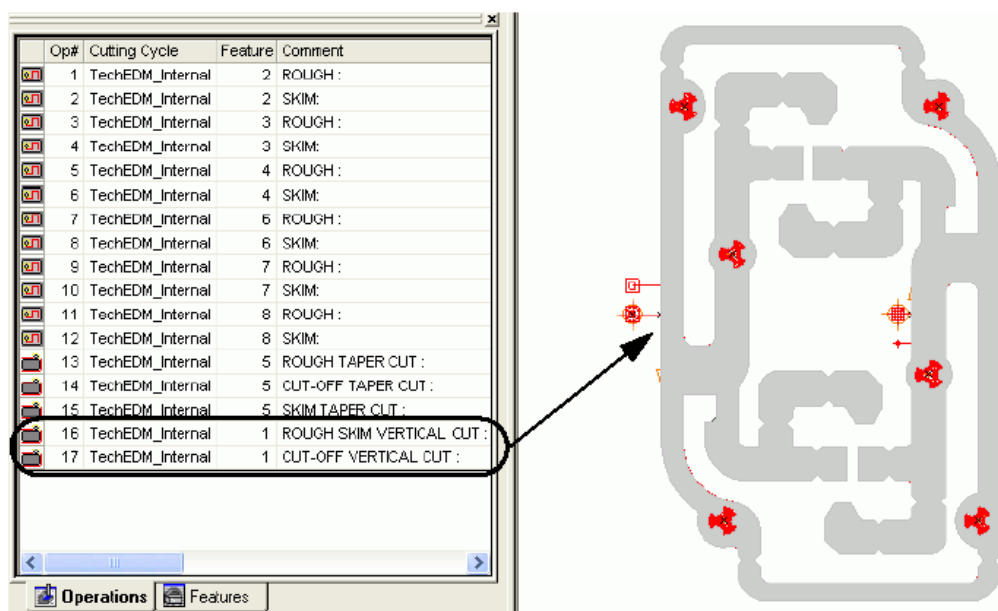 Op# Cutting Cycle Feature Comment
1 TechEDM_Internal 2 ROUGH :
2 TechEDM_Internal 2 SKIM:
3 TechEDM_Internal 3 ROUGH :
4 TechEDM_Internal 3 SKIM:
5 TechEDM_Internal 4 ROUGH :
6 TechEDM_Internal 4 SKIM:
7 TechEDM_Internal 6 ROUGH :
8 TechEDM_Internal 6 SKIM:
9 TechEDM_Internal 7 ROUGH :
10 TechEDM_Internal 7 SKIM:
11 TechEDM_Internal 8 ROUGH :
12 TechEDM_Internal 8 SKIM:
13 TechEDM_Internal 5 ROUGH TAPER CUT :
14 TechEDM_Internal 5 CUT-OFF TAPER CUT :
15 TechEDM_Internal 5 SKIM TAPER CUT :
16 TechEDM_Internal 1 ROUGH SKIM VERTICAL CUT :
17 TechEDM_Internal 1 CUT-OFF VERTICAL CUT :
Operations Features